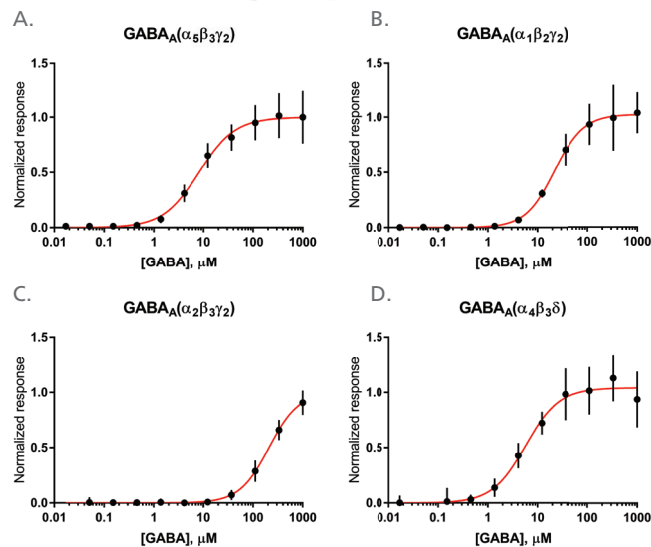 A.
GABAA(α5β3γ2)
Normalized response
1.5
1.0
0.5
0.0
0.01 0.1 1 10 100 1000
[GABA], μM
B.
GABAA(α1β2γ2)
Normalized response
1.5
1.0
0.5
0.0
0.01 0.1 1 10 100 1000
[GABA], μM
C.
GABAA(α2β3γ2)
Normalized response
1.5
1.0
0.5
0.0
0.01 0.1 1 10 100 1000
[GABA], μM
D.
GABAA(α4β3δ)
Normalized response
1.5
1.0
0.5
0.0
0.01 0.1 1 10 100 1000
[GABA], μM